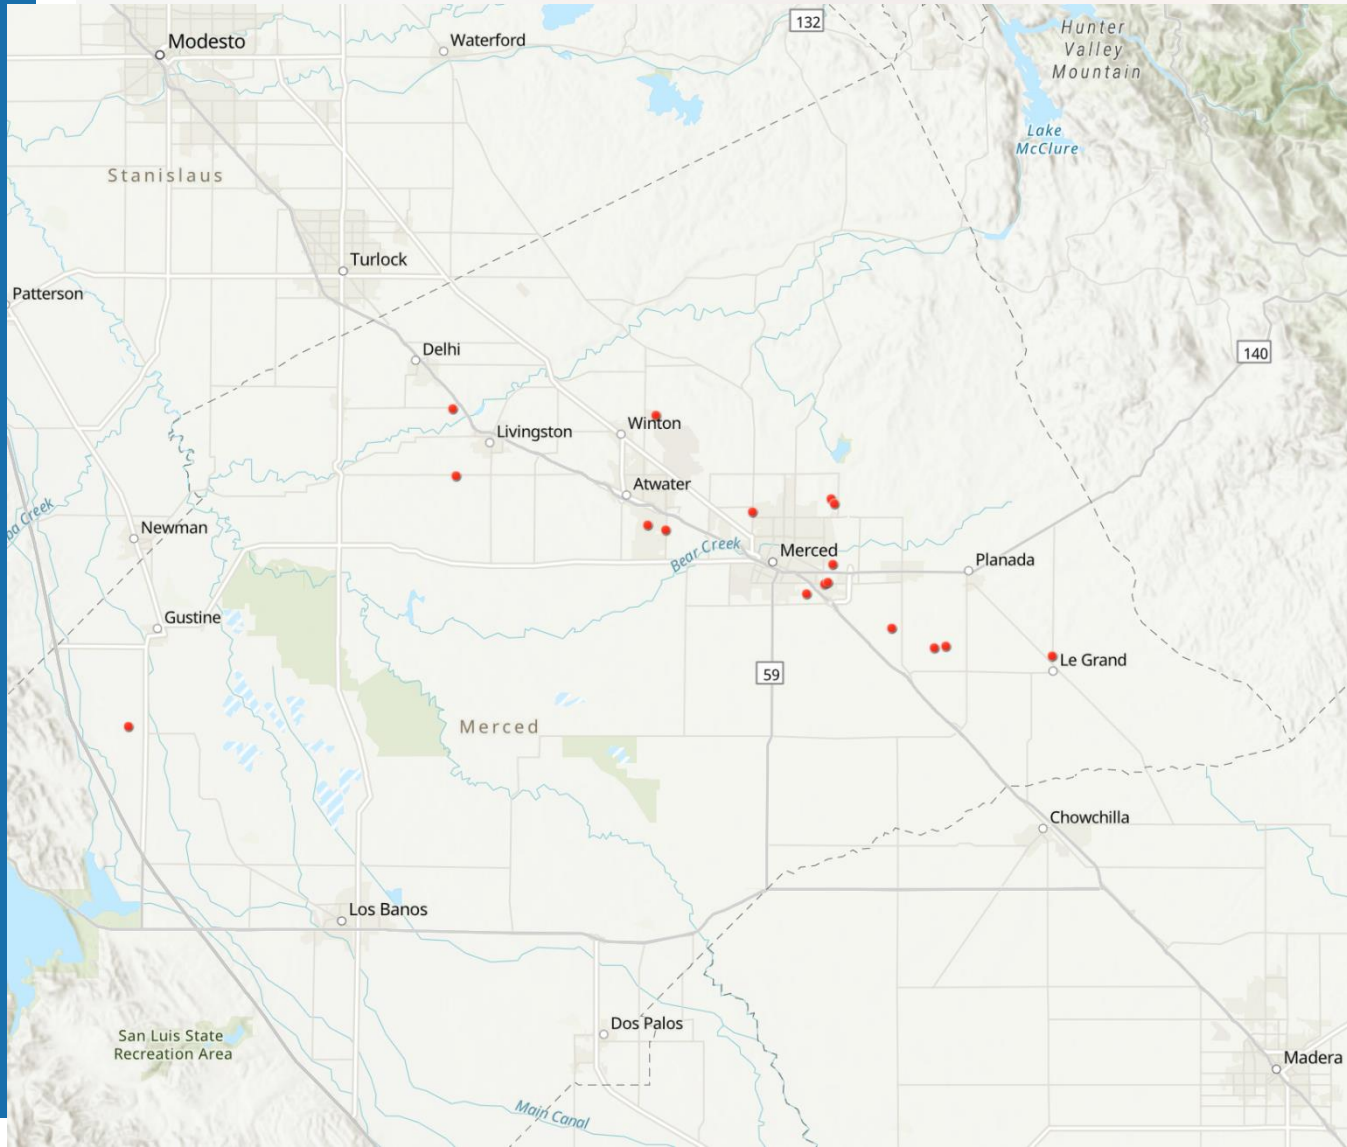 Modesto
Waterford
132
Hunter
Valley
Mountain
Lake
McClure
Stanislaus
Turlock
Patterson
Delhi
140
Livingston
Winton
Atwater
Newman
Bear Creek
Merced
Planada
Gustine
Le Grand
59
Merced
Chowchilla
Los Banos
Dos Palos
San Luis State
Recreation Area
Madera
Main Canal
Creek